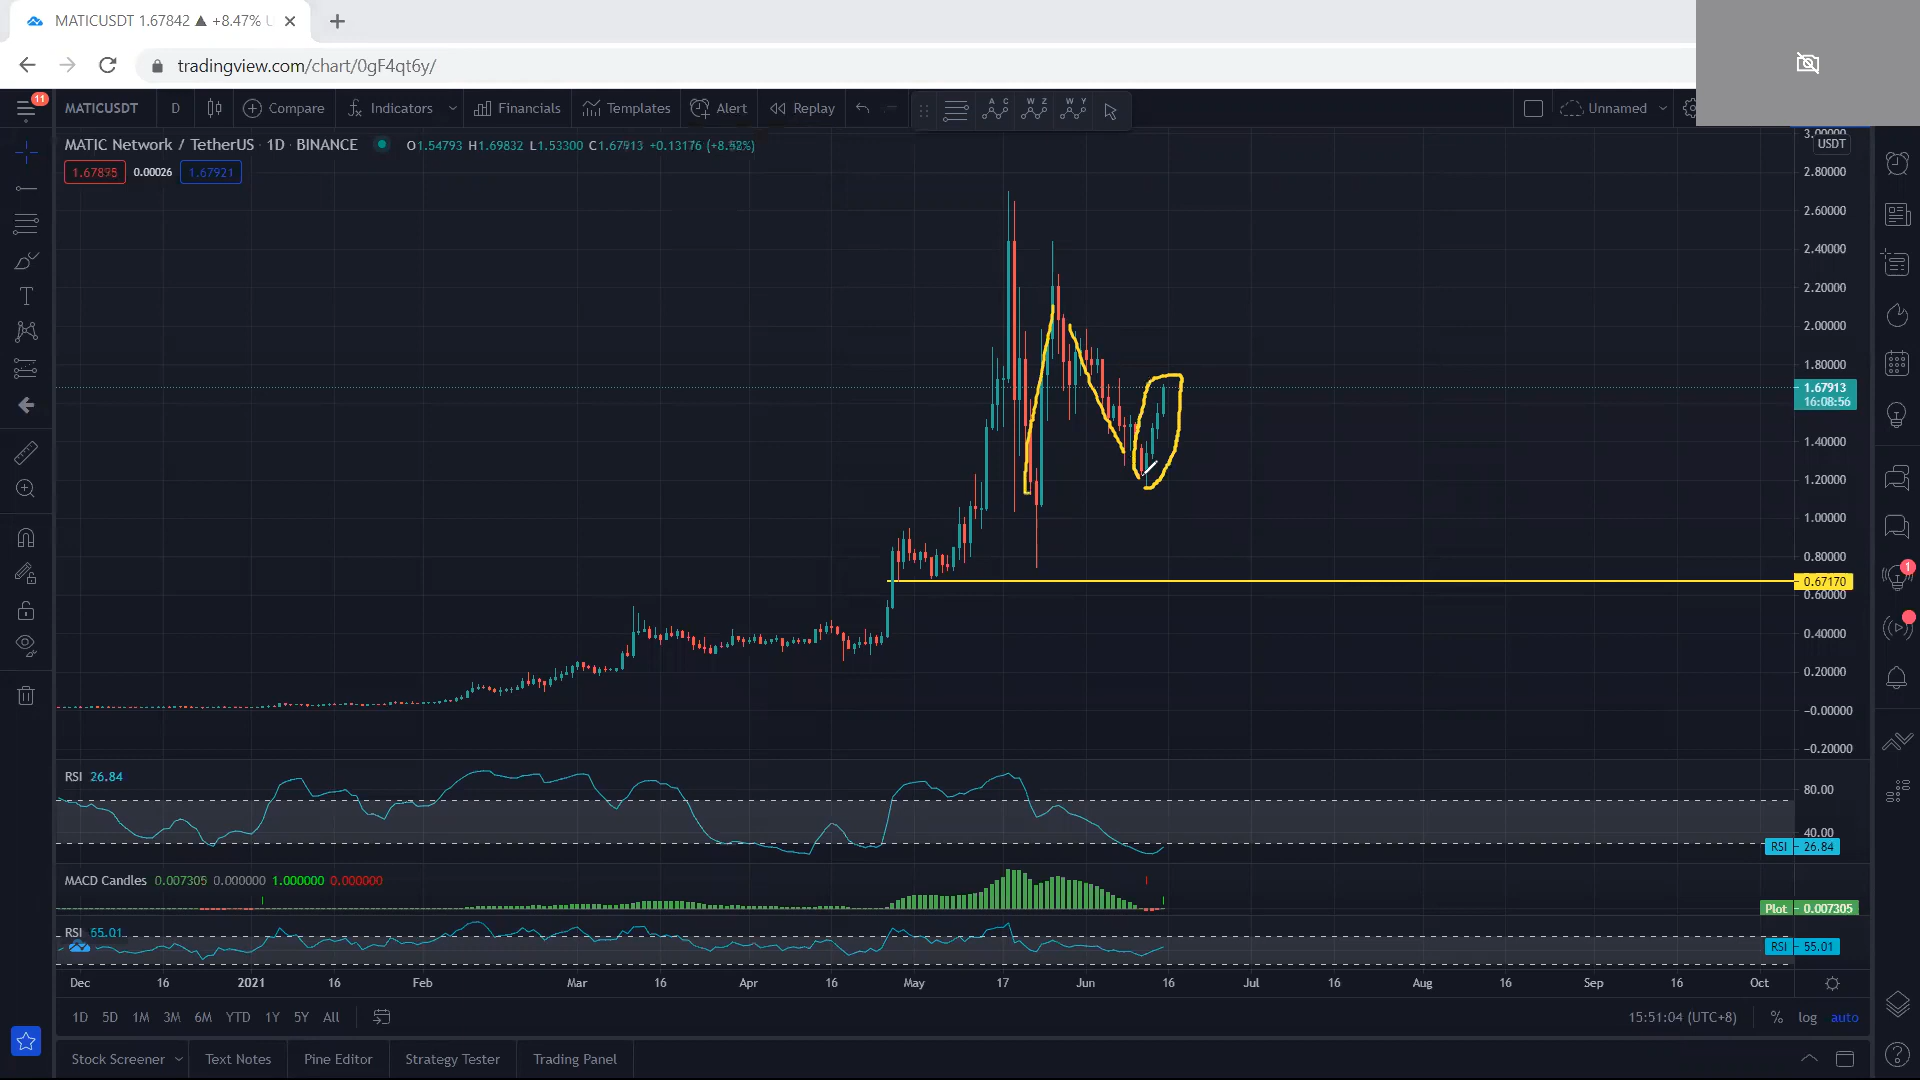 MATICUSDT 1.67842 ▲ +8.47% U
tradingview.com/chart/0gF4qt6y/
11
MATICUSDT D Compare Indicators Financials Templates Alert Replay A C W Z W Y Unnamed
MATIC Network / TetherUS · 1D · BINANCE O1.54793 H1.69832 L1.53300 C1.67913 +0.13176 (+8.52%)
1.67895 0.00026 1.67921
3.00000
USDT
2.80000
2.60000
2.40000
2.20000
2.00000
1.80000
1.67913
16:08:56
1.40000
1.20000
1.00000
0.80000
0.67170
0.60000
0.40000
0.20000
−0.00000
−0.20000
1
RSI 26.84
80.00
40.00
RSI 26.84
MACD Candles 0.007305 0.000000 1.000000 0.000000
Plot 0.007305
RSI 55.01
RSI 55.01
Dec 16 2021 16 Feb Mar 16 Apr 16 May 17 Jun 16 Jul 16 Aug 16 Sep 16 Oct
1D 5D 1M 3M 6M YTD 1Y 5Y All 15:51:04 (UTC+8) % log auto
Stock Screener Text Notes Pine Editor Strategy Tester Trading Panel